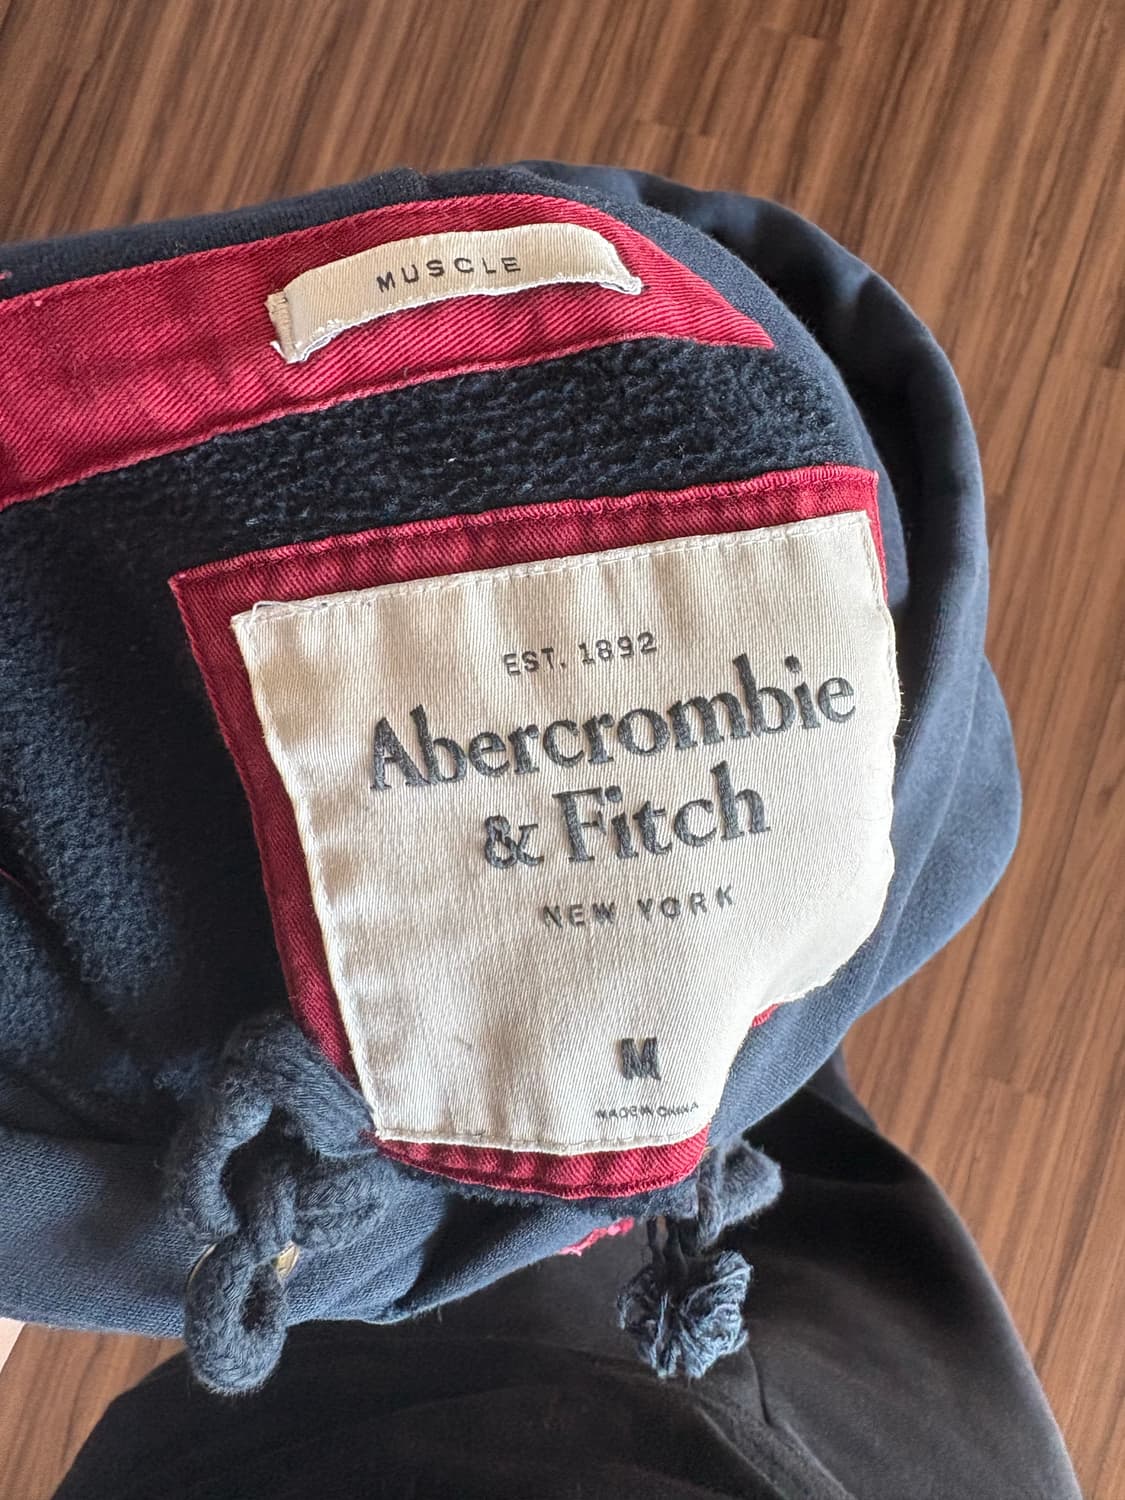 MUSCLE
EST. 1892
Abercrombie
& Fitch
NEW YORK
M
MADE IN CHINA